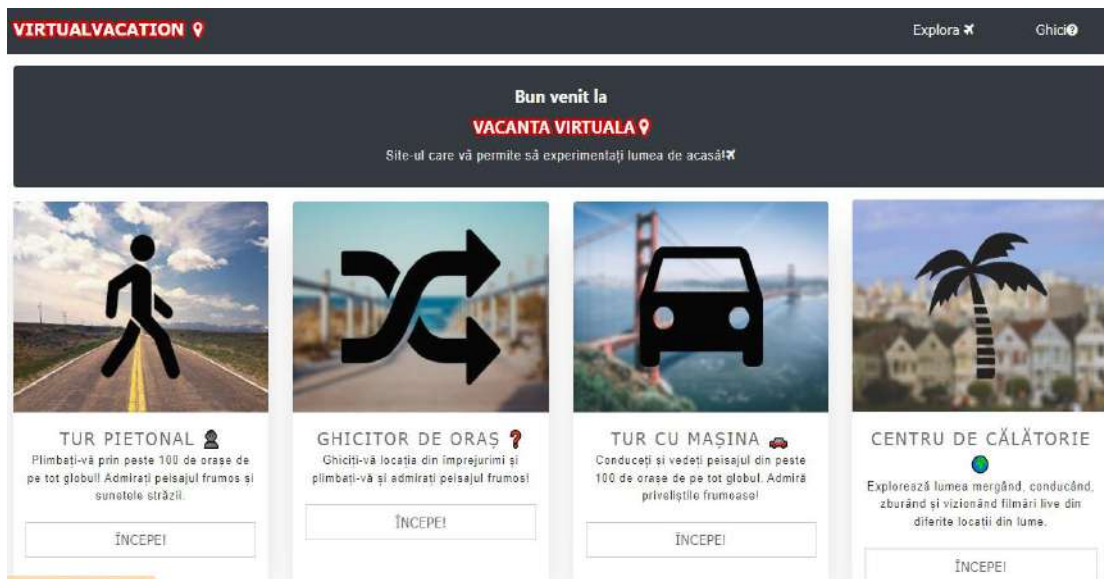 VIRTUALVACATION
Explora
Ghici
Bun venit la
VACANTA VIRTUALA
Site-ul care vă permite să experimentați lumea de acasă!
TUR PIETONAL
Plimbați-vă prin peste 100 de orașe de
pe tot globul! Admirați peisajul frumos și
sunetele străzii.
ÎNCEPE!
GHICITOR DE ORAȘ ❓
Ghiciți-vă locația din împrejurimi și
plimbați-vă și admirați peisajul frumos!
ÎNCEPE!
TUR CU MAȘINA
Conduceți și vedeți peisajul din peste
100 de orașe de pe tot globul. Admiră
priveliștile frumoase!
ÎNCEPE!
CENTRU DE CĂLĂTORIE
Explorează lumea mergând, conducând,
zburând și vizionând filmări live din
diferite locații din lume.
ÎNCEPE!